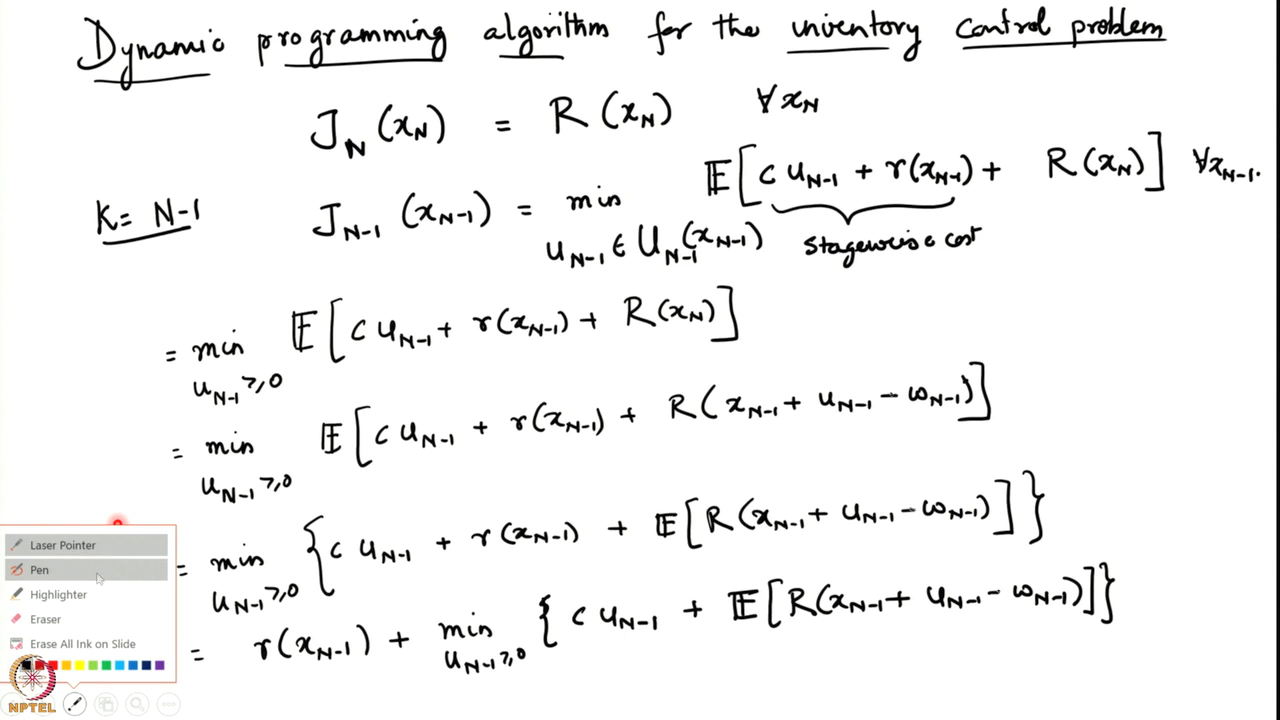 Dynamic programming algorithm for the inventory control problem
J_N (x_N) = R (x_N) ∀ x_N
K = N-1 J_{N-1} (x_{N-1}) = min_{u_{N-1} ∈ U_{N-1}(x_{N-1})} 𝔼[c u_{N-1} + r(x_{N-1}) + R(x_N)] ∀ x_{N-1}.
Stagewise cost
= min_{u_{N-1} ≥ 0} 𝔼[c u_{N-1} + r(x_{N-1}) + R(x_N)]
= min_{u_{N-1} ≥ 0} 𝔼[c u_{N-1} + r(x_{N-1}) + R(x_{N-1} + u_{N-1} - ω_{N-1})]
= min_{u_{N-1} ≥ 0} {c u_{N-1} + r(x_{N-1}) + 𝔼[R(x_{N-1} + u_{N-1} - ω_{N-1})]}
= r(x_{N-1}) + min_{u_{N-1} ≥ 0} {c u_{N-1} + 𝔼[R(x_{N-1} + u_{N-1} - ω_{N-1})]}
Laser Pointer
Pen
Highlighter
Eraser
Erase All Ink on Slide
NPTEL